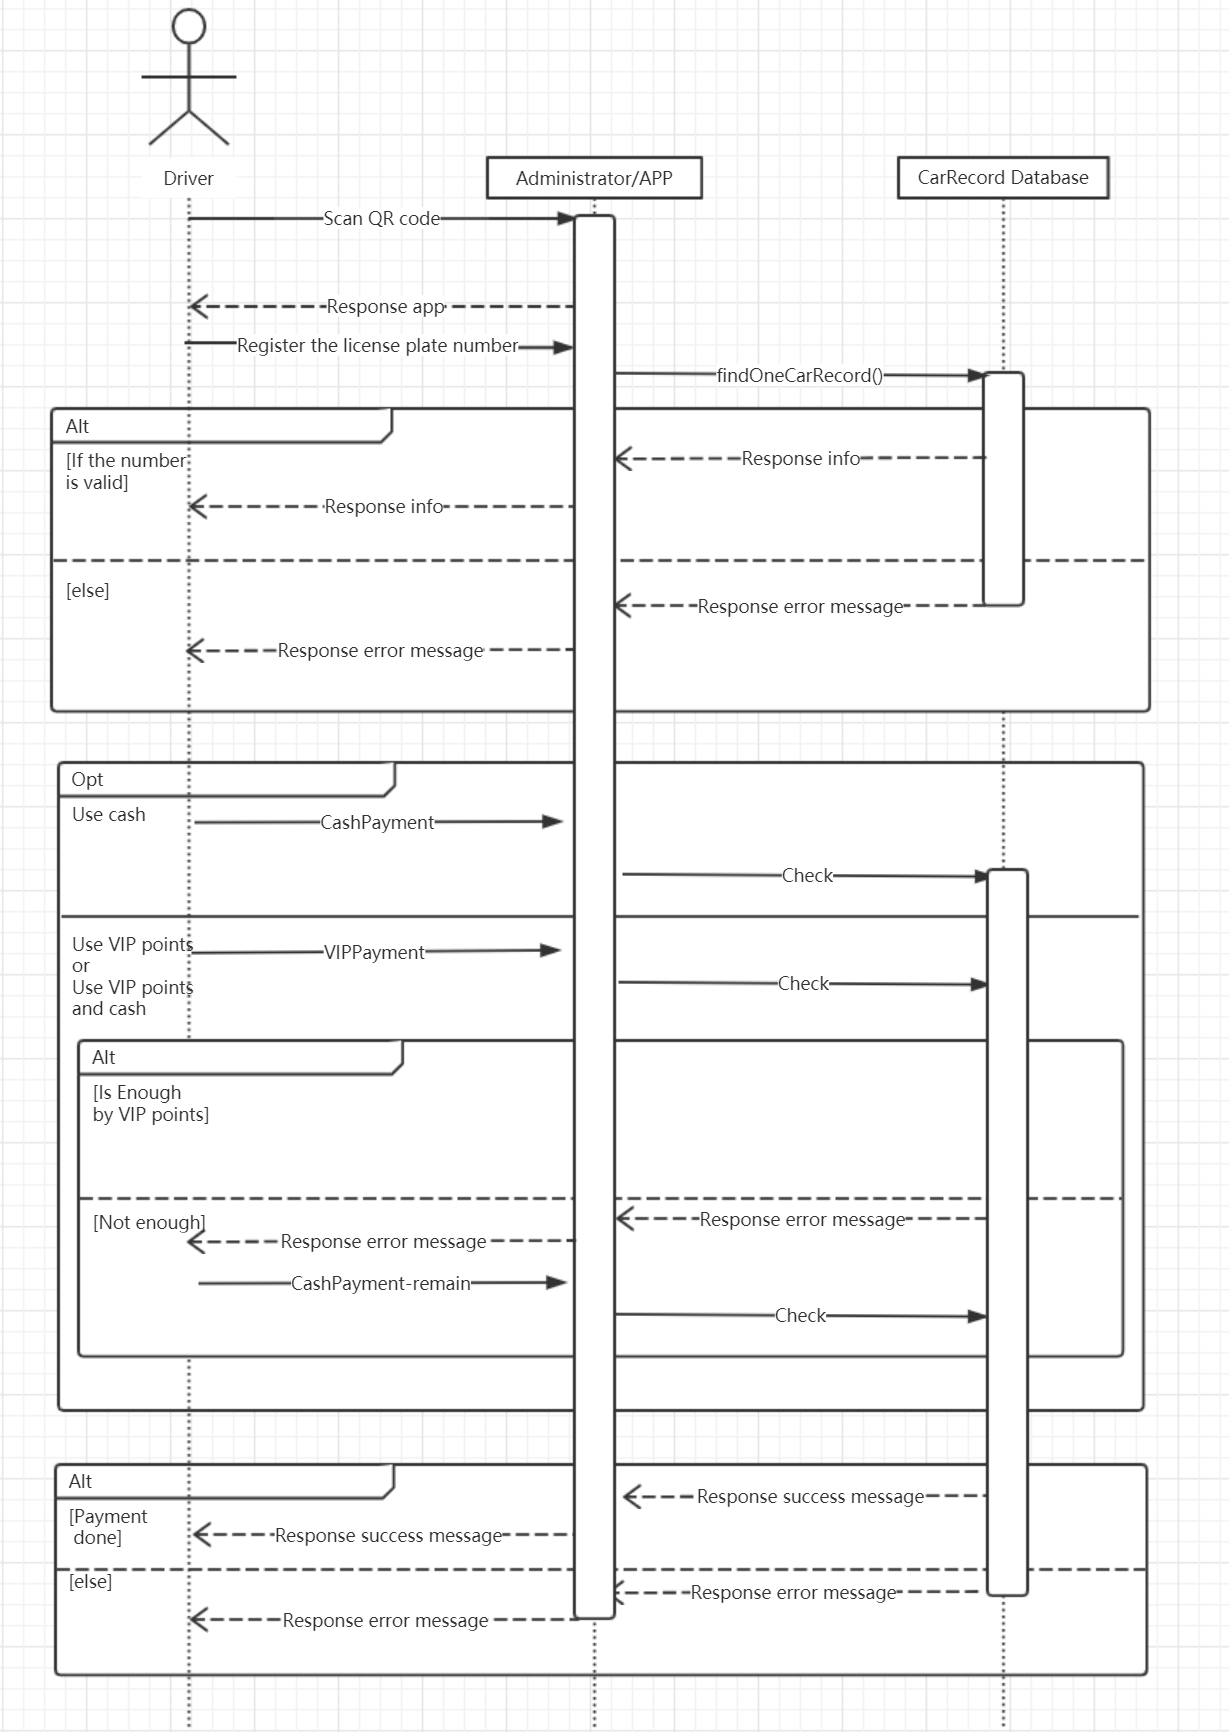 Driver
Administrator/APP
CarRecord Database
Scan QR code
Response app
Register the license plate number
findOneCarRecord()
Alt
[If the number
is valid]
Response info
Response info
[else]
Response error message
Response error message
Opt
Use cash
CashPayment
Check
Use VIP points
or
Use VIP points
and cash
VIPPayment
Check
Alt
[Is Enough
by VIP points]
[Not enough]
Response error message
Response error message
CashPayment-remain
Check
Alt
[Payment
done]
Response success message
Response success message
[else]
Response error message
Response error message